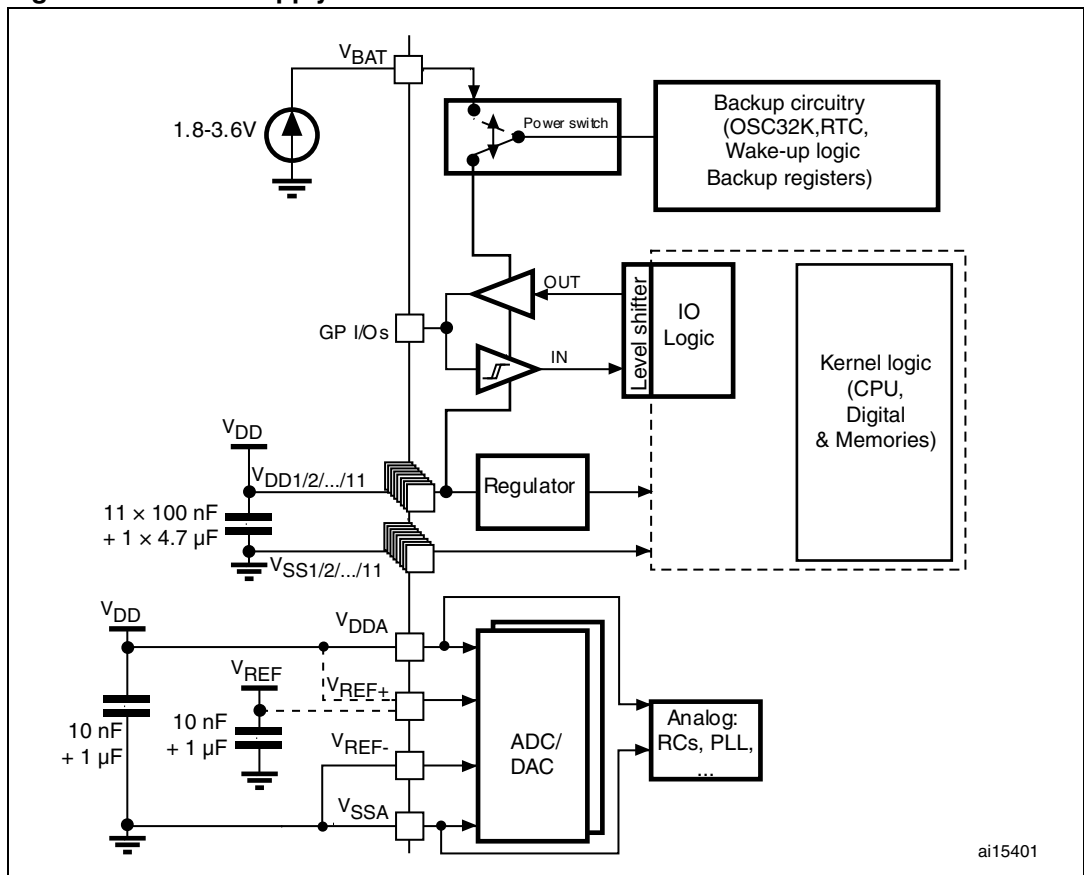 VBAT
1.8-3.6V
Power switch
Backup circuitry
(OSC32K,RTC,
Wake-up logic
Backup registers)
OUT
GP I/Os
IN
Level shifter
IO
Logic
Kernel logic
(CPU,
Digital
& Memories)
VDD
VDD1/2/.../11
Regulator
11 × 100 nF
+ 1 × 4.7 µF
VSS1/2/.../11
VDD
VDDA
VREF
VREF+
10 nF
+ 1 µF
10 nF
+ 1 µF
VREF-
ADC/
DAC
Analog:
RCs, PLL,
...
VSSA
ai15401